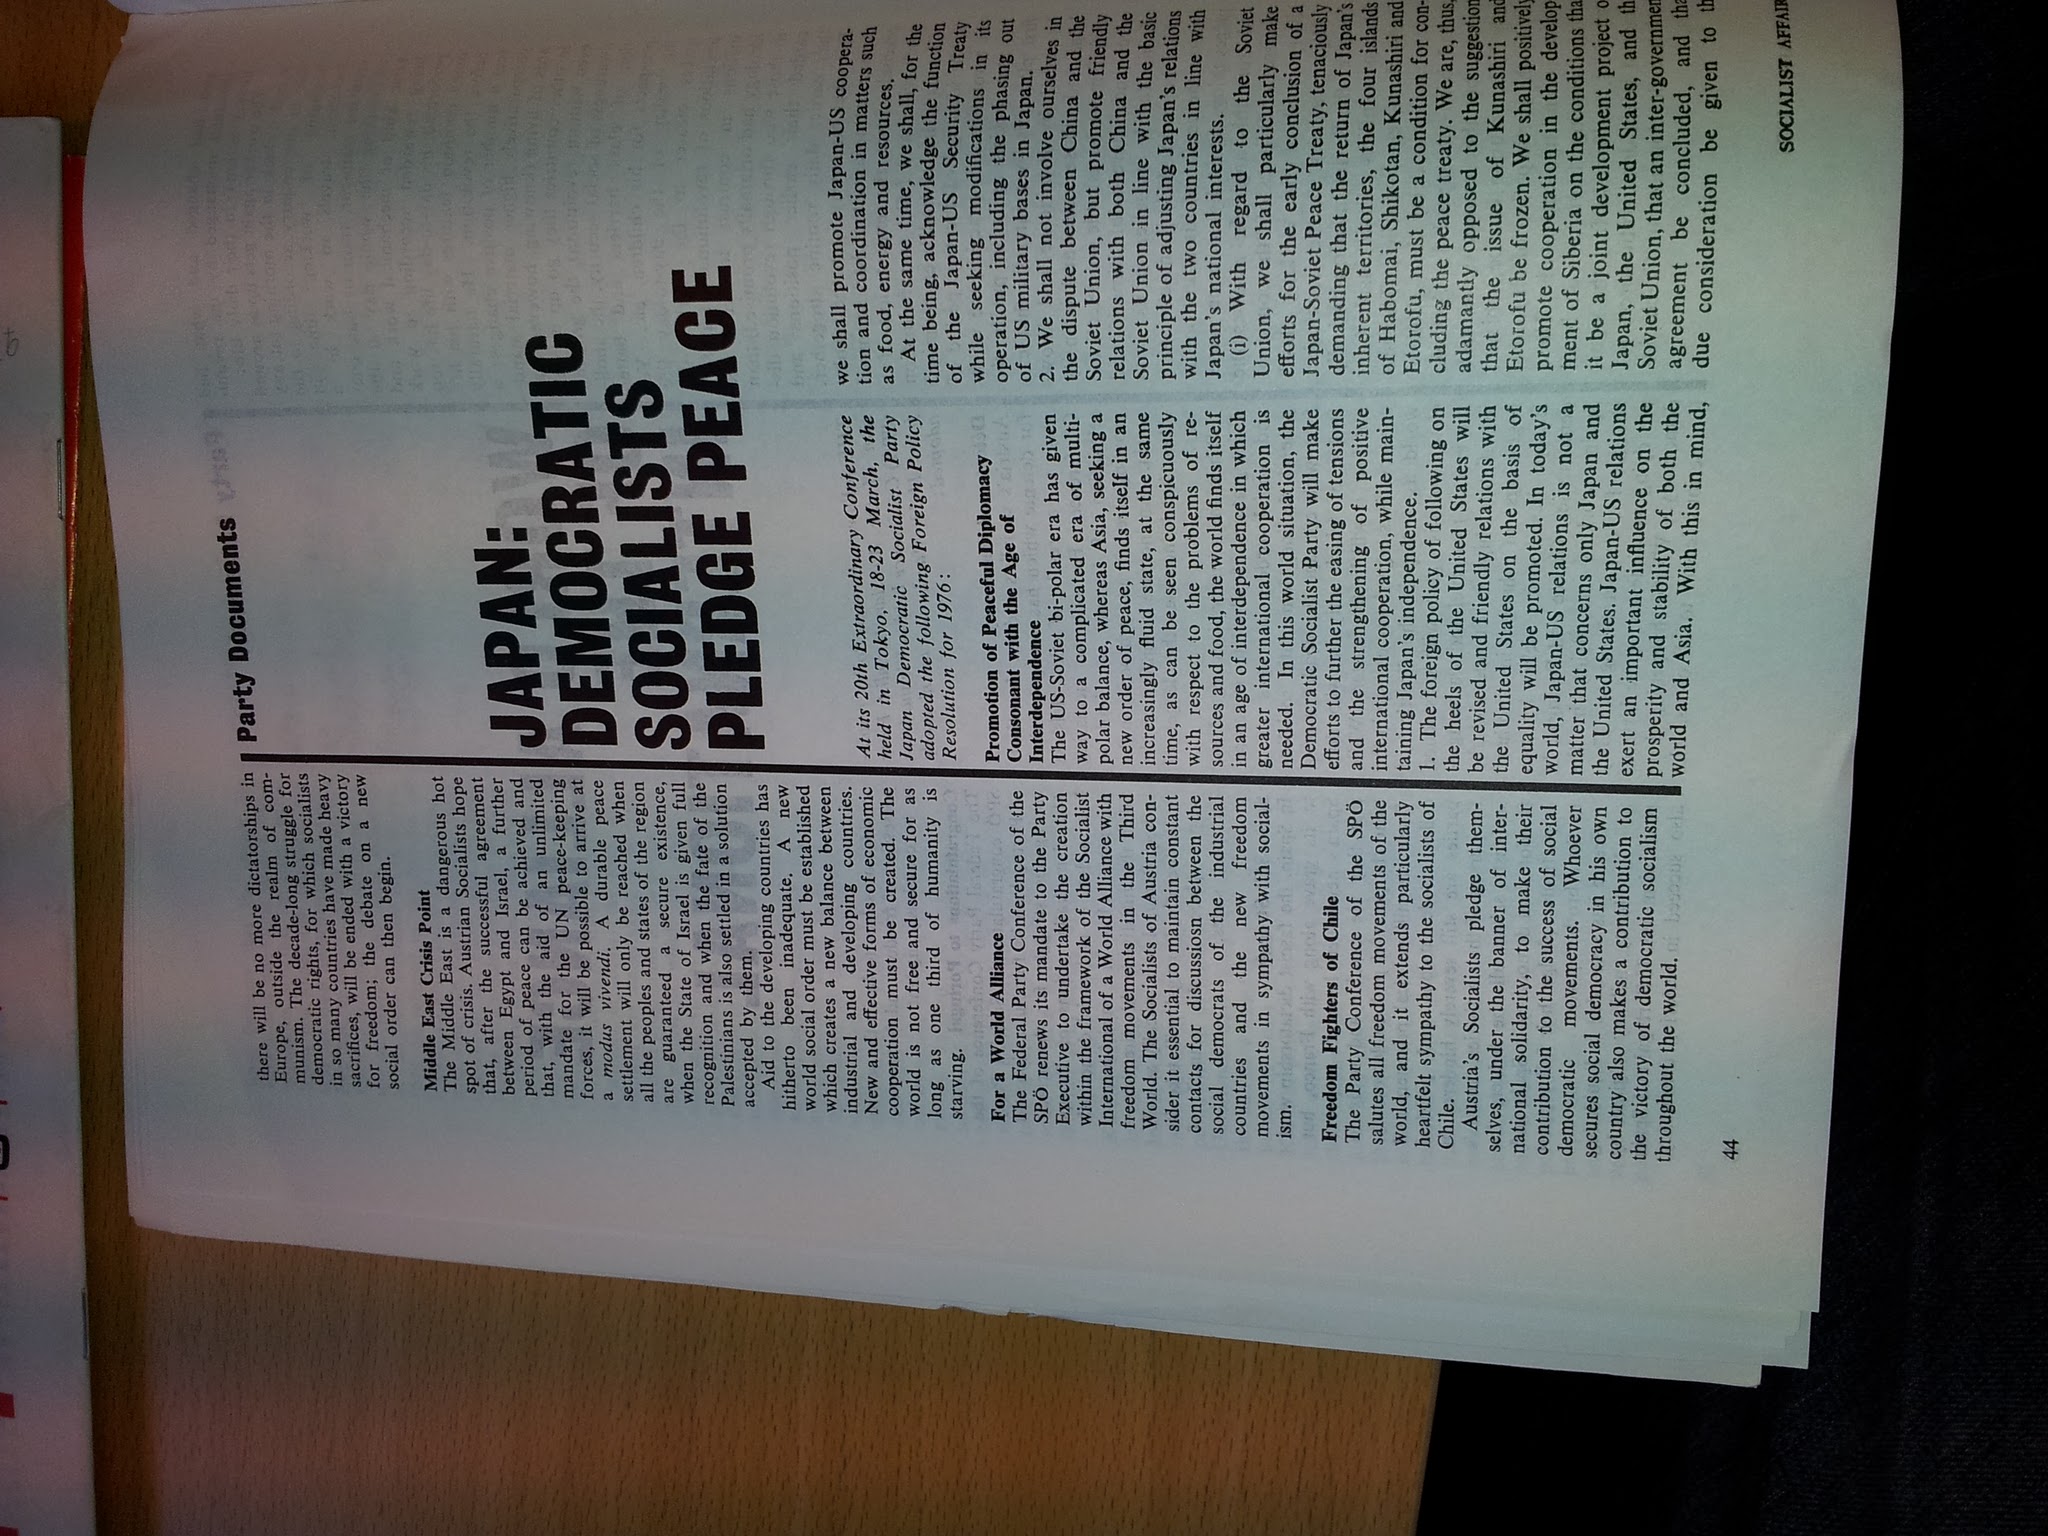 there will be no more dictatorships in
Europe, outside the realm of com-
munism. The decade-long struggle for
democratic rights, for which socialists
in so many countries have made heavy
sacrifices, will be ended with a victory
for freedom; the debate on a new
social order can then begin.
Middle East Crisis Point
The Middle East is a dangerous hot
spot of crisis. Austrian Socialists hope
that, after the successful agreement
between Egypt and Israel, a further
period of peace can be achieved and
that, with the aid of an unlimited
mandate for the UN peace-keeping
forces, it will be possible to arrive at
a modus vivendi. A durable peace
settlement will only be reached when
all the peoples and states of the region
are guaranteed a secure existence,
when the State of Israel is given full
recognition and when the fate of the
Palestinians is also settled in a solution
accepted by them.
Aid to the developing countries has
hitherto been inadequate. A new
world social order must be established
which creates a new balance between
industrial and developing countries.
New and effective forms of economic
cooperation must be created. The
world is not free and secure for as
long as one third of humanity is
starving.
For a World Alliance
The Federal Party Conference of the
SPÖ renews its mandate to the Party
Executive to undertake the creation
within the framework of the Socialist
International of a World Alliance with
freedom movements in the Third
World. The Socialists of Austria con-
sider it essential to maintain constant
contacts for discussiosn between the
social democrats of the industrial
countries and the new freedom
movements in sympathy with social-
ism.
Freedom Fighters of Chile
The Party Conference of the SPÖ
salutes all freedom movements of the
world, and it extends particularly
heartfelt sympathy to the socialists of
Chile.
Austria's Socialists pledge them-
selves, under the banner of inter-
national solidarity, to make their
contribution to the success of social
democratic movements. Whoever
secures social democracy in his own
country also makes a contribution to
the victory of democratic socialism
throughout the world.
44
Party Documents
JAPAN:
DEMOCRATIC
SOCIALISTS
PLEDGE PEACE
At its 20th Extraordinary Conference
held in Tokyo, 18-23 March, the
Japan Democratic Socialist Party
adopted the following Foreign Policy
Resolution for 1976:
Promotion of Peaceful Diplomacy
Consonant with the Age of
Interdependence
The US-Soviet bi-polar era has given
way to a complicated era of multi-
polar balance, whereas Asia, seeking a
new order of peace, finds itself in an
increasingly fluid state, at the same
time, as can be seen conspicuously
with respect to the problems of re-
sources and food, the world finds itself
in an age of interdependence in which
greater international cooperation is
needed. In this world situation, the
Democratic Socialist Party will make
efforts to further the easing of tensions
and the strengthening of positive
international cooperation, while main-
taining Japan's independence.
1. The foreign policy of following on
the heels of the United States will
be revised and friendly relations with
the United States on the basis of
equality will be promoted. In today's
world, Japan-US relations is not a
matter that concerns only Japan and
the United States. Japan-US relations
exert an important influence on the
prosperity and stability of both the
world and Asia. With this in mind,
we shall promote Japan-US coopera-
tion and coordination in matters such
as food, energy and resources.
At the same time, we shall, for the
time being, acknowledge the function
of the Japan-US Security Treaty
while seeking modifications in its
operation, including the phasing out
of US military bases in Japan.
2. We shall not involve ourselves in
the dispute between China and the
Soviet Union, but promote friendly
relations with both China and the
Soviet Union in line with the basic
principle of adjusting Japan's relations
with the two countries in line with
Japan's national interests.
(i) With regard to the Soviet
Union, we shall particularly make
efforts for the early conclusion of a
Japan-Soviet Peace Treaty, tenaciously
demanding that the return of Japan's
inherent territories, the four islands
of Habomai, Shikotan, Kunashiri and
Etorofu, must be a condition for con-
cluding the peace treaty. We are, thus,
adamantly opposed to the suggestion
that the issue of Kunashiri and
Etorofu be frozen. We shall positively
promote cooperation in the develop
ment of Siberia on the conditions tha
it be a joint development project o
Japan, the United States, and th
Soviet Union, that an inter-governmen
agreement be concluded, and tha
due consideration be given to th
SOCIALIST AFFAIR